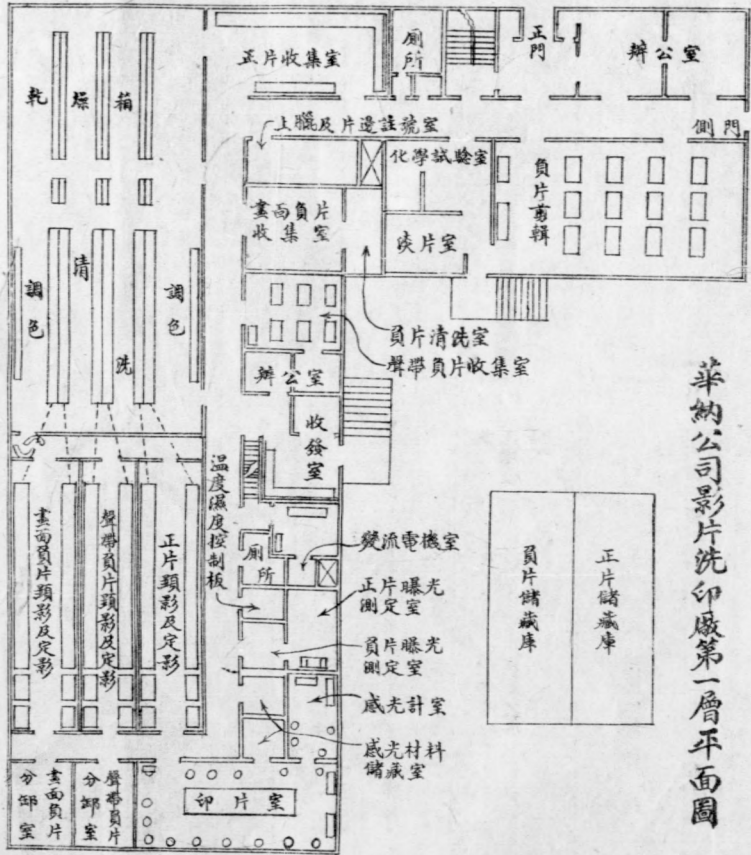 華納公司影片洗印廠第一層平面圖
正片收集室
厠所
正門
辦公室
側門
乾燥箱
上臘及片邊註號室
化學試驗室
負片剪輯
畫面負片
收集室
淡片室
調色
清洗
調色
負片清洗室
聲帶負片收集室
辦公室
收發室
溫度濕度控制板
厠所
變流電機室
正片曝光
測定室
負片曝光
測定室
感光計室
感光材料
儲藏室
畫面負片顕影及定影
聲帶負片顕影及定影
正片顕影及定影
負片儲藏庫
正片儲藏庫
畫面負片
分卸室
聲帶負片
分卸室
印片室